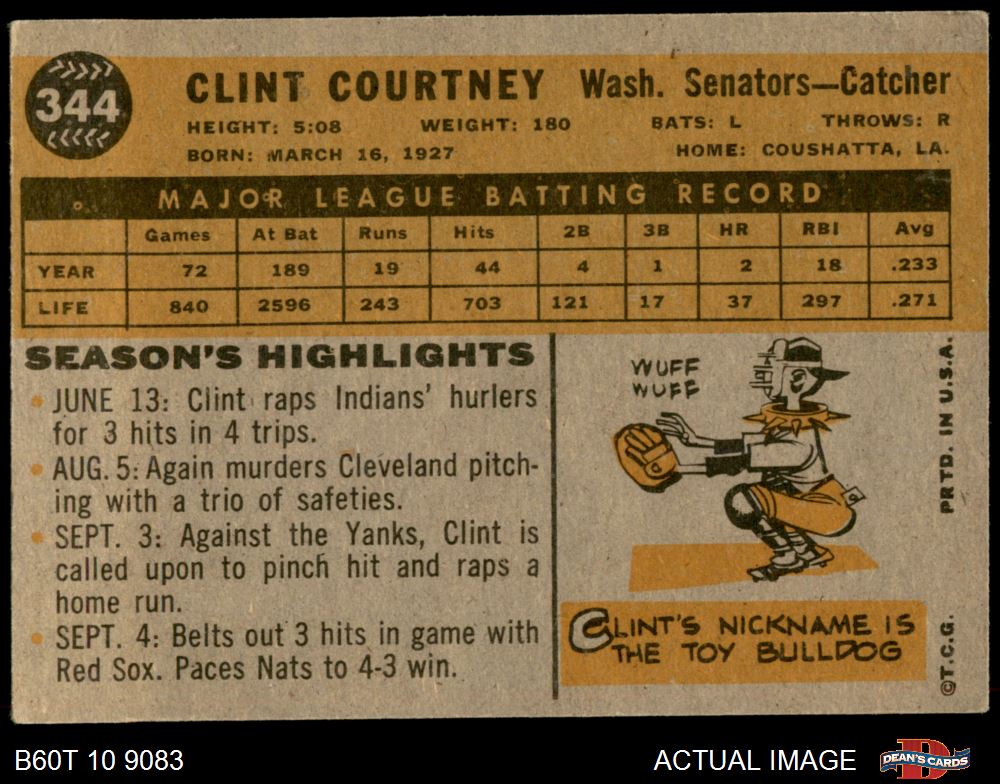 344
CLINT COURTNEY Wash. Senators—Catcher
HEIGHT: 5:08 WEIGHT: 180 BATS: L THROWS: R
BORN: MARCH 16, 1927 HOME: COUSHATTA, LA.
MAJOR LEAGUE BATTING RECORD
Games At Bat Runs Hits 2B 3B HR RBI Avg
YEAR 72 189 19 44 4 1 2 18 .233
LIFE 840 2596 243 703 121 17 37 297 .271
SEASON'S HIGHLIGHTS
• JUNE 13: Clint raps Indians' hurlers
for 3 hits in 4 trips.
• AUG. 5: Again murders Cleveland pitch-
ing with a trio of safeties.
• SEPT. 3: Against the Yanks, Clint is
called upon to pinch hit and raps a
home run.
• SEPT. 4: Belts out 3 hits in game with
Red Sox. Paces Nats to 4-3 win.
WUFF
WUFF
CLINT'S NICKNAME IS
THE TOY BULLDOG
©T.C.G. PRTD. IN U.S.A.
B60T 10 9083 ACTUAL IMAGE
DEAN'S CARDS